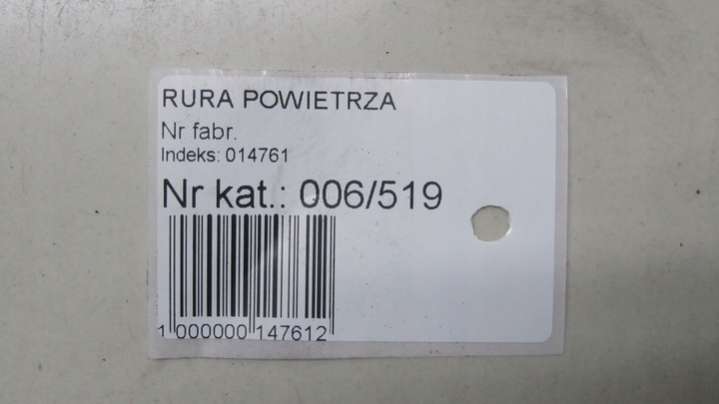 RURA POWIETRZA
Nr fabr.
Indeks: 014761
Nr kat.: 006/519
1 000000 147612